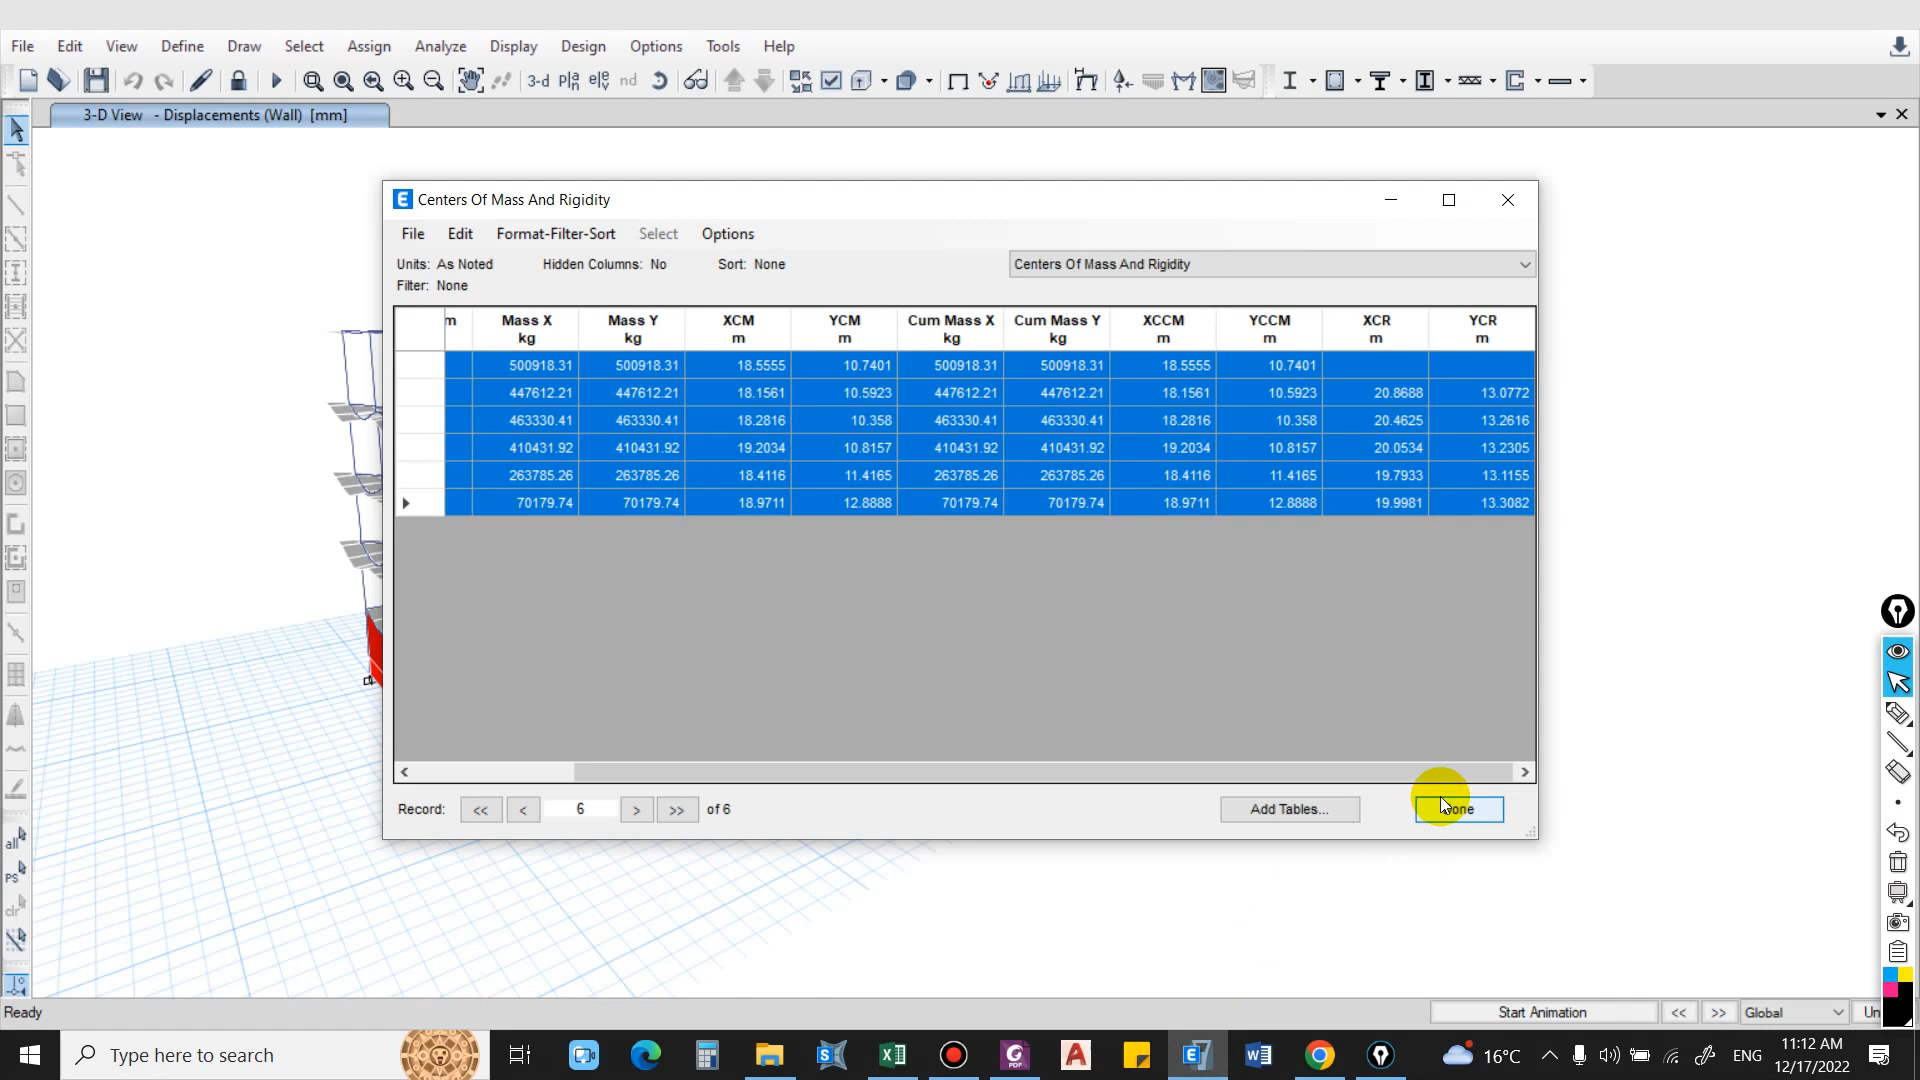 File Edit View Define Draw Select Assign Analyze Display Design Options Tools Help
3-d nd
3-D View - Displacements (Wall) [mm]
Centers Of Mass And Rigidity
File Edit Format-Filter-Sort Select Options
Units: As Noted Hidden Columns: No Sort: None Centers Of Mass And Rigidity
Filter: None
m Mass X Mass Y XCM YCM Cum Mass X Cum Mass Y XCCM YCCM XCR YCR
kg kg m m kg kg m m m m
500918.31 500918.31 18.5555 10.7401 500918.31 500918.31 18.5555 10.7401
447612.21 447612.21 18.1561 10.5923 447612.21 447612.21 18.1561 10.5923 20.8688 13.0772
463330.41 463330.41 18.2816 10.358 463330.41 463330.41 18.2816 10.358 20.4625 13.2616
410431.92 410431.92 19.2034 10.8157 410431.92 410431.92 19.2034 10.8157 20.0534 13.2305
263785.26 263785.26 18.4116 11.4165 263785.26 263785.26 18.4116 11.4165 19.7933 13.1155
70179.74 70179.74 18.9711 12.8888 70179.74 70179.74 18.9711 12.8888 19.9981 13.3082
Record: << < 6 > >> of 6 Add Tables...
all
PS
clr
Ready Start Animation << >> Global Un
Type here to search 16°C ENG 11:12 AM
12/17/2022